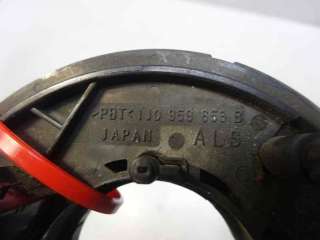 >PBT< 1J0 959 653 B
JAPAN ALS